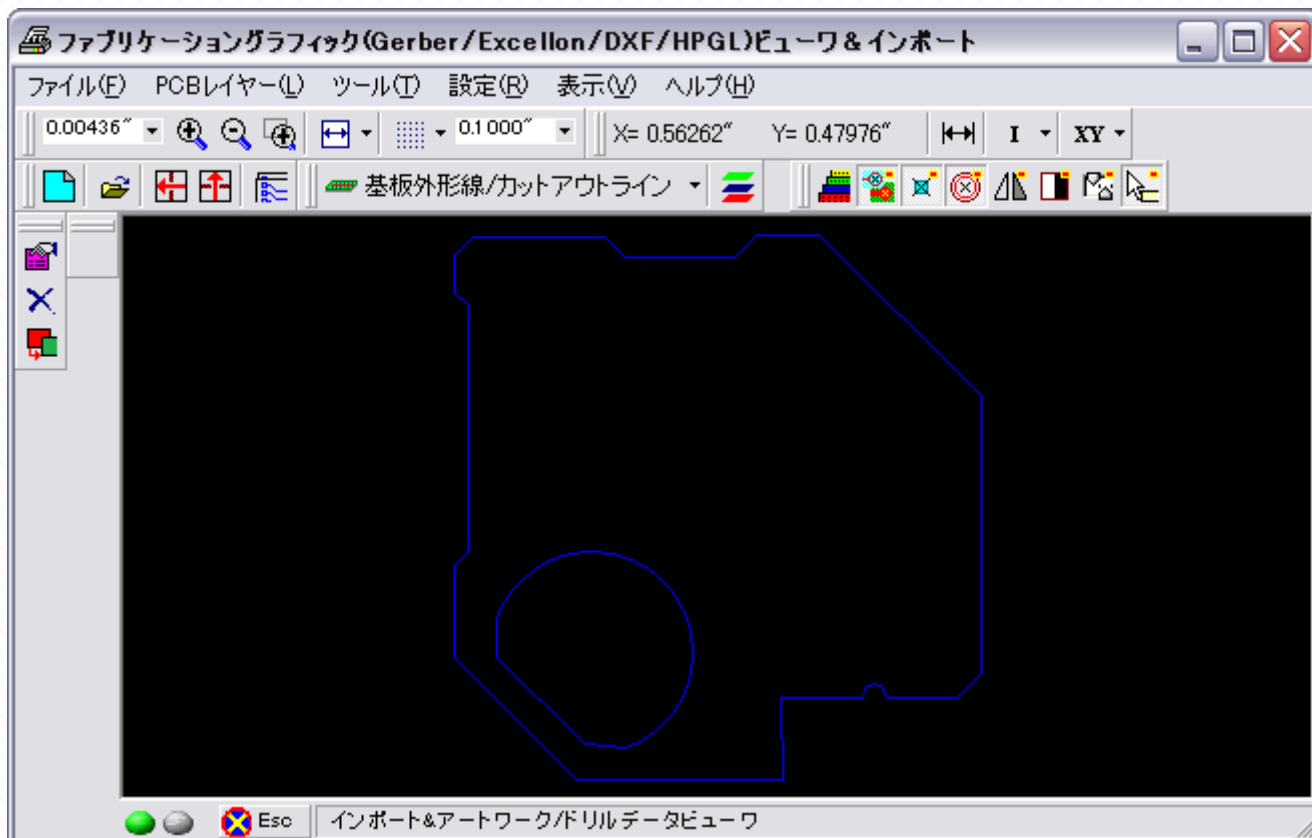 ファブリケーショングラフィック(Gerber/Excellon/DXF/HPGL)ビューワ&インポート
ファイル(F) PCBレイヤー(L) ツール(T) 設定(R) 表示(V) ヘルプ(H)
0.00436" 0.1000" X= 0.56262" Y= 0.47976" I XY
基板外形線/カットアウトライン
Esc インポート&アートワーク/ドリルデータビューワ